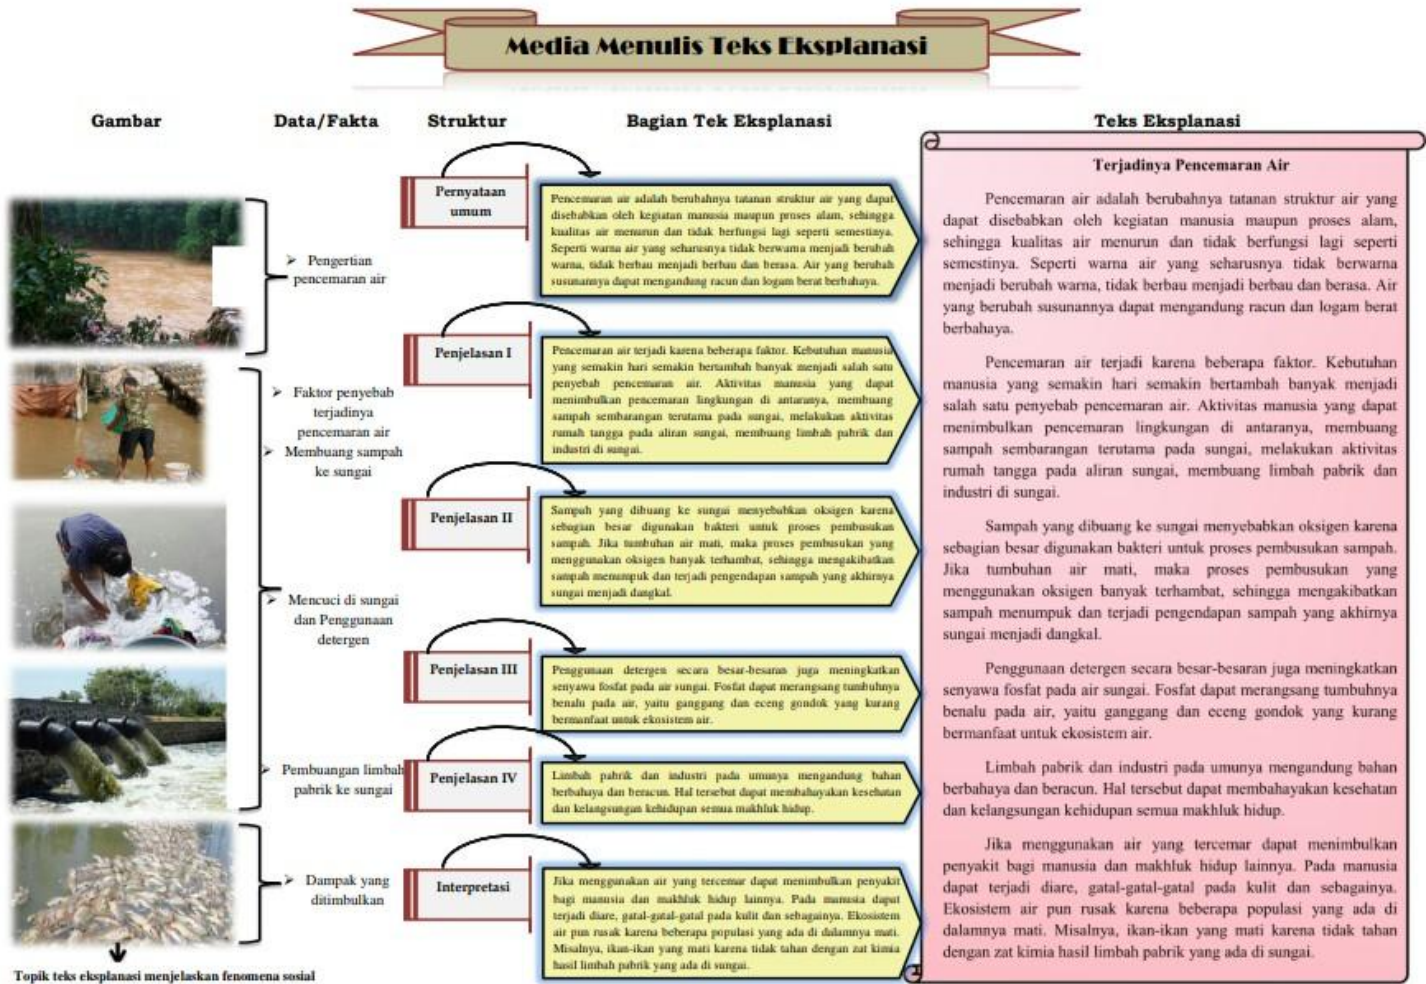 Media Menulis Teks Eksplanasi
Gambar
Data/Fakta
Struktur
Bagian Tek Eksplanasi
Teks Eksplanasi
➢ Pengertian
pencemaran air
➢ Faktor penyebab
terjadinya
pencemaran air
➢ Membuang sampah
ke sungai
➢ Mencuci di sungai
dan Penggunaan
detergen
➢ Pembuangan limbah
pabrik ke sungai
➢ Dampak yang
ditimbulkan
Topik teks eksplanasi menjelaskan fenomena sosial
Pernyataan
umum
Pencemaran air adalah berubahnya tatanan struktur air yang dapat
disebabkan oleh kegiatan manusia maupun proses alam, sehingga
kualitas air menurun dan tidak berfungsi lagi seperti semestinya.
Seperti warna air yang seharusnya tidak berwarna menjadi berubah
warna, tidak berbau menjadi berbau dan berasa. Air yang berubah
susunannya dapat mengandung racun dan logam berat berbahaya.
Penjelasan I
Pencemaran air terjadi karena beberapa faktor. Kebutuhan manusia
yang semakin hari semakin bertambah banyak menjadi salah satu
penyebab pencemaran air. Aktivitas manusia yang dapat
menimbulkan pencemaran lingkungan di antaranya, membuang
sampah sembarangan terutama pada sungai, melakukan aktivitas
rumah tangga pada aliran sungai, membuang limbah pabrik dan
industri di sungai.
Penjelasan II
Sampah yang dibuang ke sungai menyebabkan oksigen karena
sebagian besar digunakan bakteri untuk proses pembusukan
sampah. Jika tumbuhan air mati, maka proses pembusukan yang
menggunakan oksigen banyak terhambat, sehingga mengakibatkan
sampah menumpuk dan terjadi pengendapan sampah yang akhirnya
sungai menjadi dangkal.
Penjelasan III
Penggunaan detergen secara besar-besaran juga meningkatkan
senyawa fosfat pada air sungai. Fosfat dapat merangsang tumbuhnya
benalu pada air, yaitu ganggang dan eceng gondok yang kurang
bermanfaat untuk ekosistem air.
Penjelasan IV
Limbah pabrik dan industri pada umunya mengandung bahan
berbahaya dan beracun. Hal tersebut dapat membahayakan kesehatan
dan kelangsungan kehidupan semua makhluk hidup.
Interpretasi
Jika menggunakan air yang tercemar dapat menimbulkan penyakit
bagi manusia dan makhluk hidup lainnya. Pada manusia dapat
terjadi diare, gatal-gatal-gatal pada kulit dan sebagainya. Ekosistem
air pun rusak karena beberapa populasi yang ada di dalamnya mati.
Misalnya, ikan-ikan yang mati karena tidak tahan dengan zat kimia
hasil limbah pabrik yang ada di sungai.
Terjadinya Pencemaran Air
Pencemaran air adalah berubahnya tatanan struktur air yang
dapat disebabkan oleh kegiatan manusia maupun proses alam,
sehingga kualitas air menurun dan tidak berfungsi lagi seperti
semestinya. Seperti warna air yang seharusnya tidak berwarna
menjadi berubah warna, tidak berbau menjadi berbau dan berasa. Air
yang berubah susunannya dapat mengandung racun dan logam berat
berbahaya.
Pencemaran air terjadi karena beberapa faktor. Kebutuhan
manusia yang semakin hari semakin bertambah banyak menjadi
salah satu penyebab pencemaran air. Aktivitas manusia yang dapat
menimbulkan pencemaran lingkungan di antaranya, membuang
sampah sembarangan terutama pada sungai, melakukan aktivitas
rumah tangga pada aliran sungai, membuang limbah pabrik dan
industri di sungai.
Sampah yang dibuang ke sungai menyebabkan oksigen karena
sebagian besar digunakan bakteri untuk proses pembusukan sampah.
Jika tumbuhan air mati, maka proses pembusukan yang
menggunakan oksigen banyak terhambat, sehingga mengakibatkan
sampah menumpuk dan terjadi pengendapan sampah yang akhirnya
sungai menjadi dangkal.
Penggunaan detergen secara besar-besaran juga meningkatkan
senyawa fosfat pada air sungai. Fosfat dapat merangsang tumbuhnya
benalu pada air, yaitu ganggang dan eceng gondok yang kurang
bermanfaat untuk ekosistem air.
Limbah pabrik dan industri pada umunya mengandung bahan
berbahaya dan beracun. Hal tersebut dapat membahayakan kesehatan
dan kelangsungan kehidupan semua makhluk hidup.
Jika menggunakan air yang tercemar dapat menimbulkan
penyakit bagi manusia dan makhluk hidup lainnya. Pada manusia
dapat terjadi diare, gatal-gatal-gatal pada kulit dan sebagainya.
Ekosistem air pun rusak karena beberapa populasi yang ada di
dalamnya mati. Misalnya, ikan-ikan yang mati karena tidak tahan
dengan zat kimia hasil limbah pabrik yang ada di sungai.